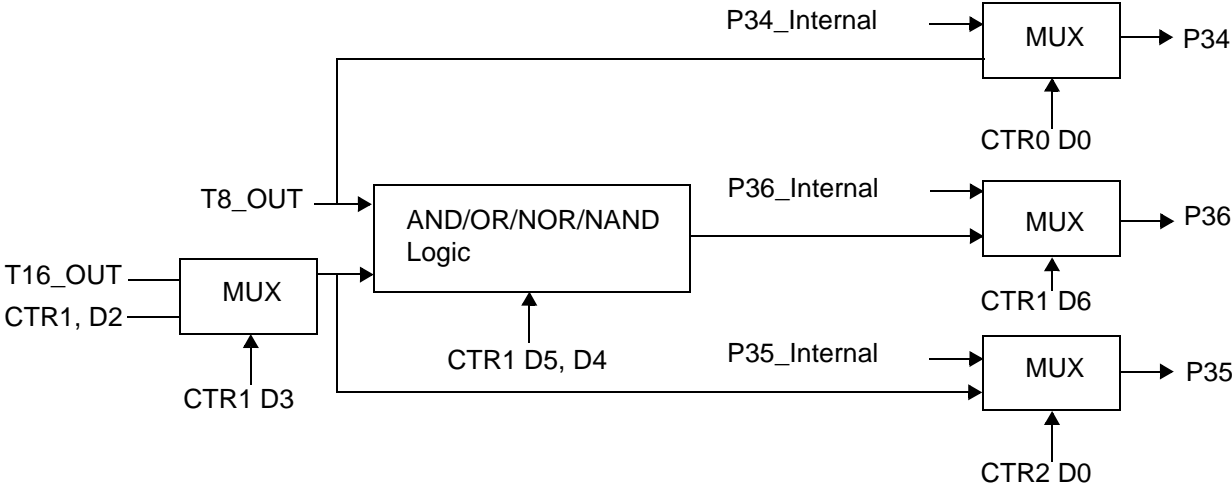 P34_Internal
MUX
P34
CTR0 D0
T8_OUT
AND/OR/NOR/NAND
Logic
P36_Internal
MUX
P36
CTR1 D6
T16_OUT
CTR1, D2
MUX
CTR1 D3
CTR1 D5, D4
P35_Internal
MUX
P35
CTR2 D0